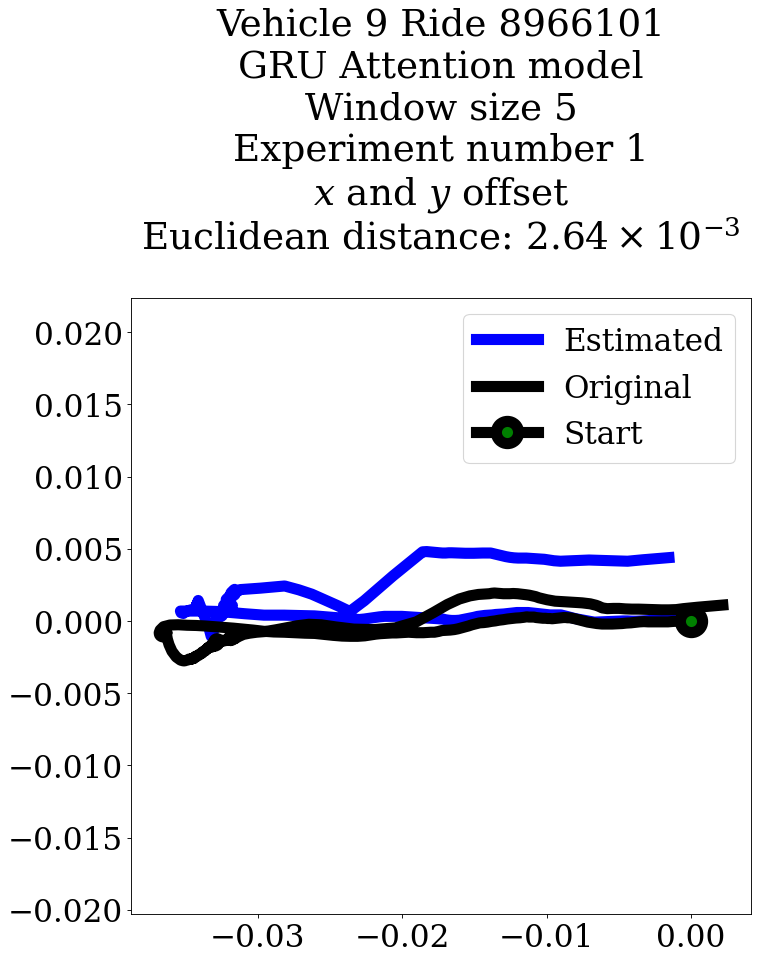 Vehicle 9 Ride 8966101
GRU Attention model
Window size 5
Experiment number 1
x and y offset
Euclidean distance: 2.64 × 10⁻³
Estimated
Original
Start
0.020
0.015
0.010
0.005
0.000
−0.005
−0.010
−0.015
−0.020
−0.03 −0.02 −0.01 0.00